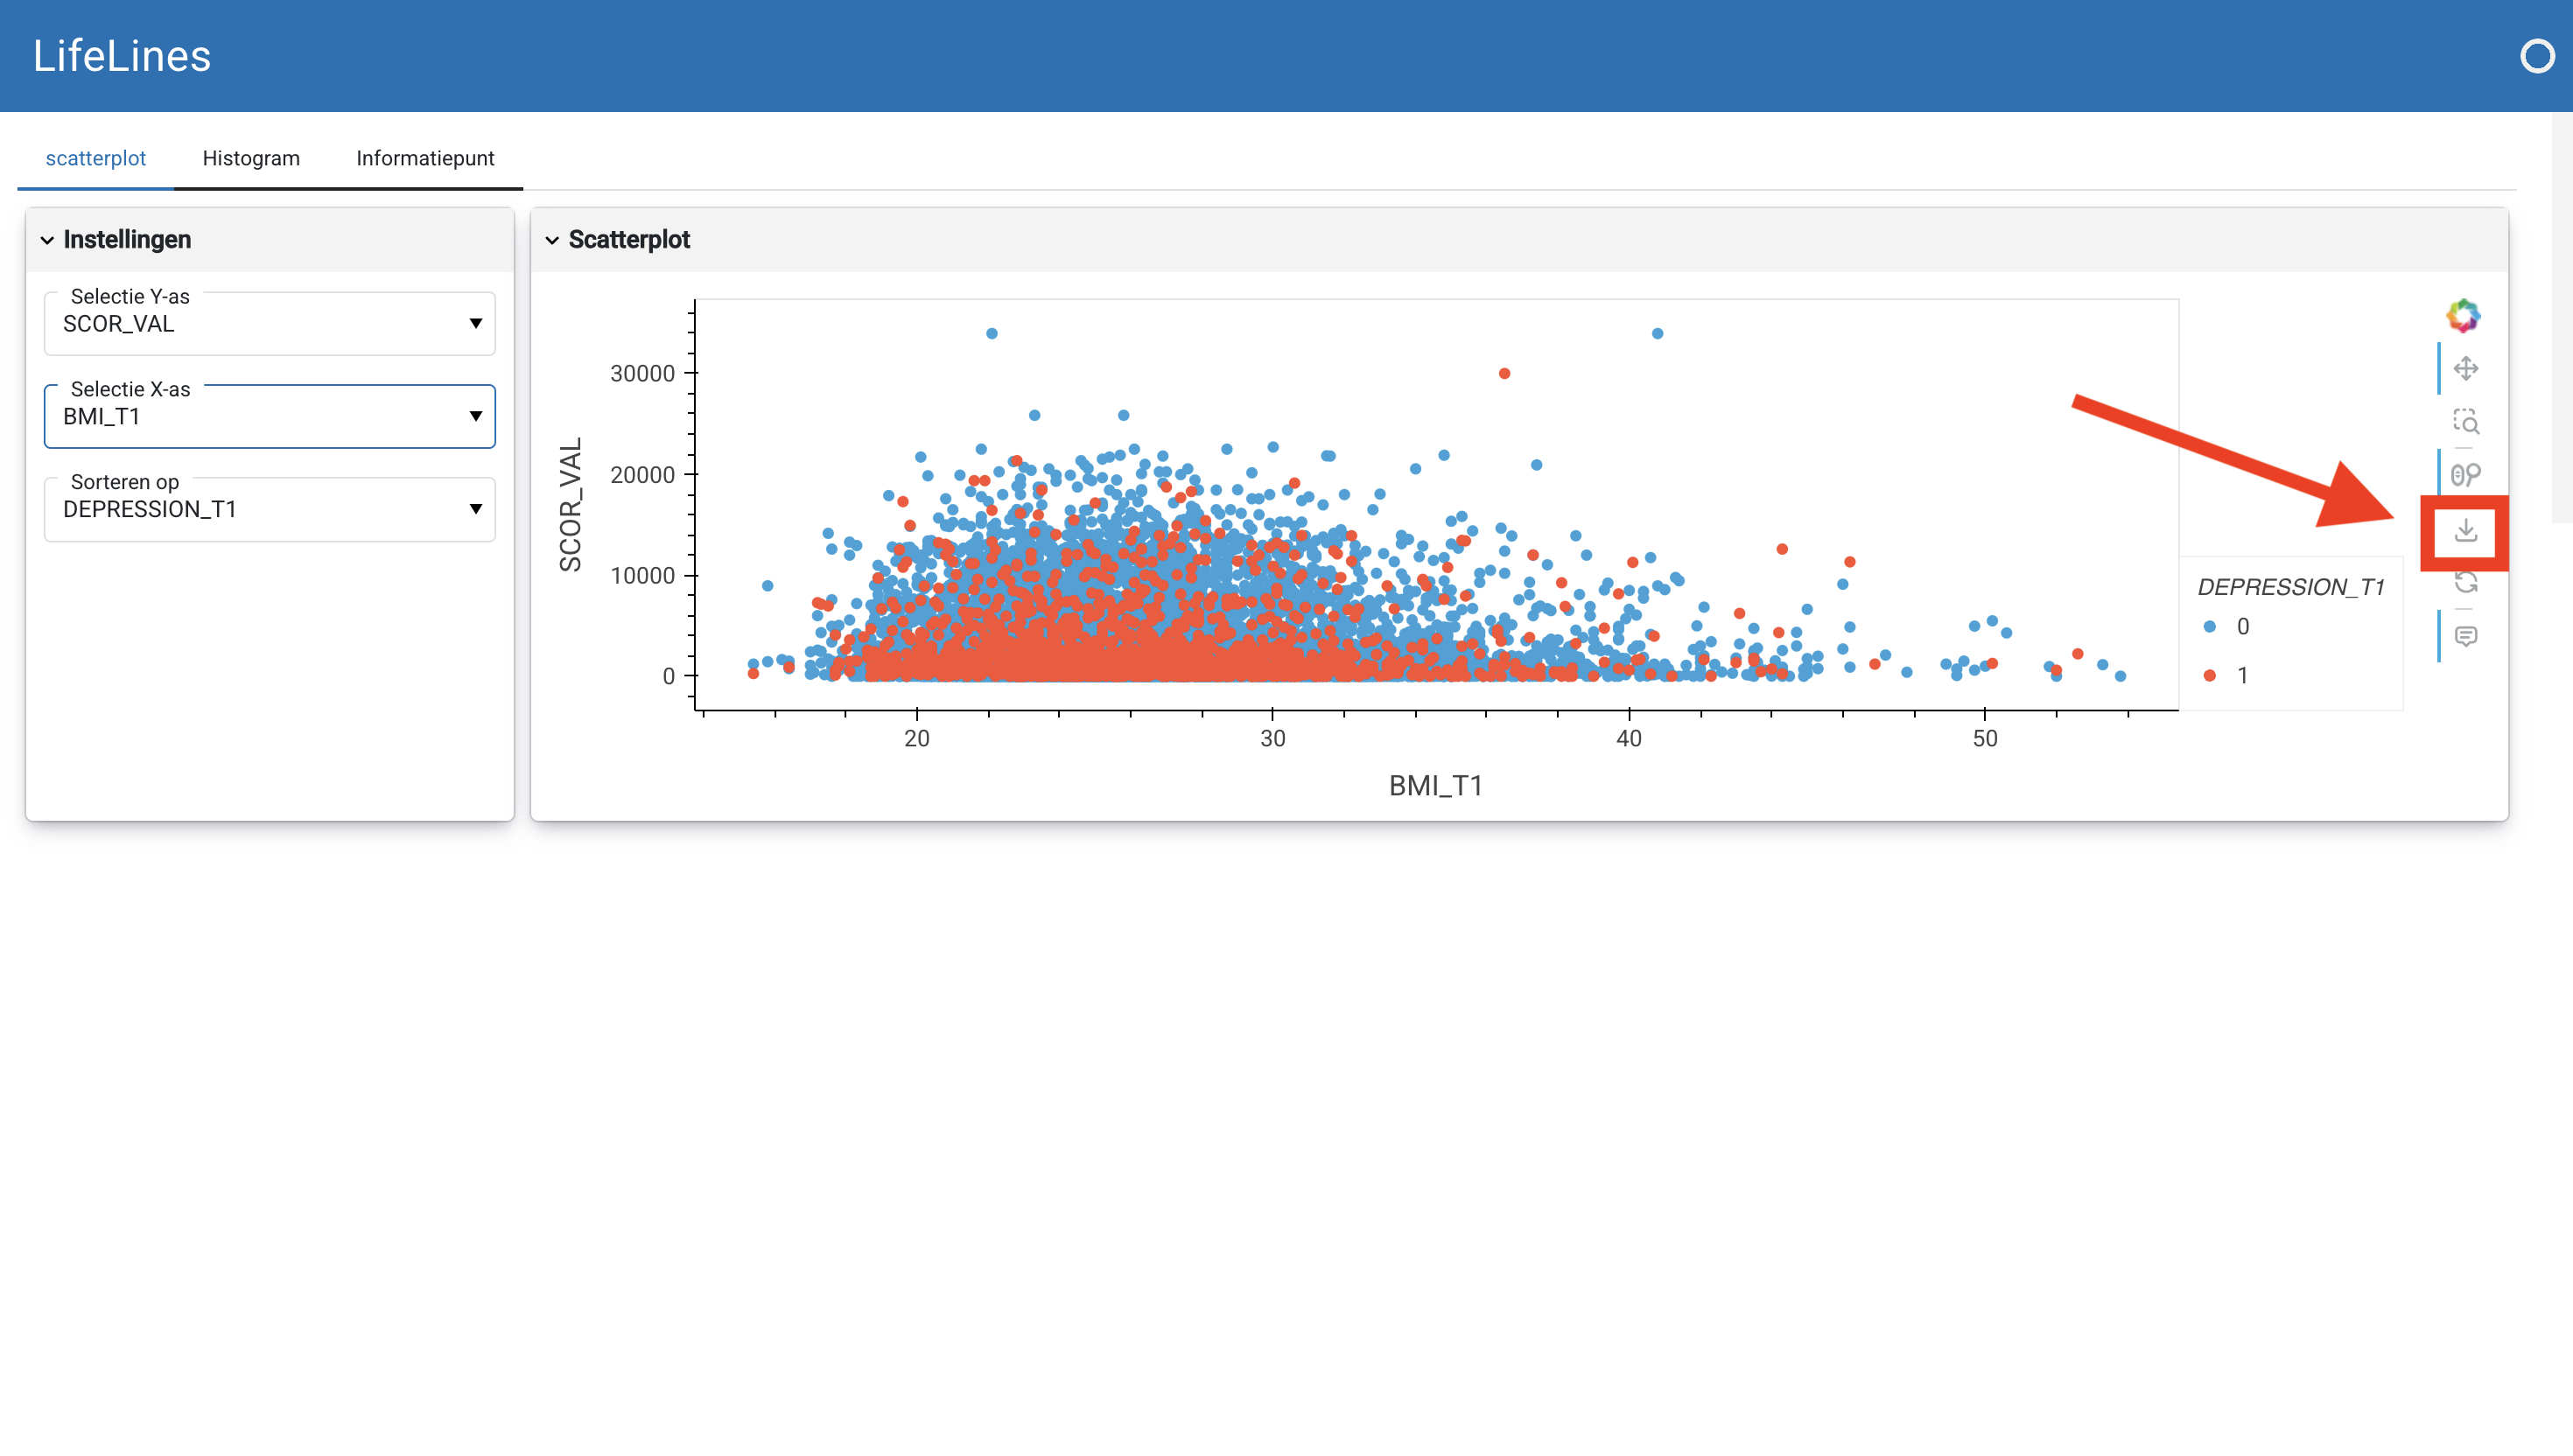 LifeLines
scatterplot
Histogram
Informatiepunt
Instellingen
Selectie Y-as
SCOR_VAL
Selectie X-as
BMI_T1
Sorteren op
DEPRESSION_T1
Scatterplot
SCOR_VAL
30000
20000
10000
0
20
30
40
50
BMI_T1
DEPRESSION_T1
0
1